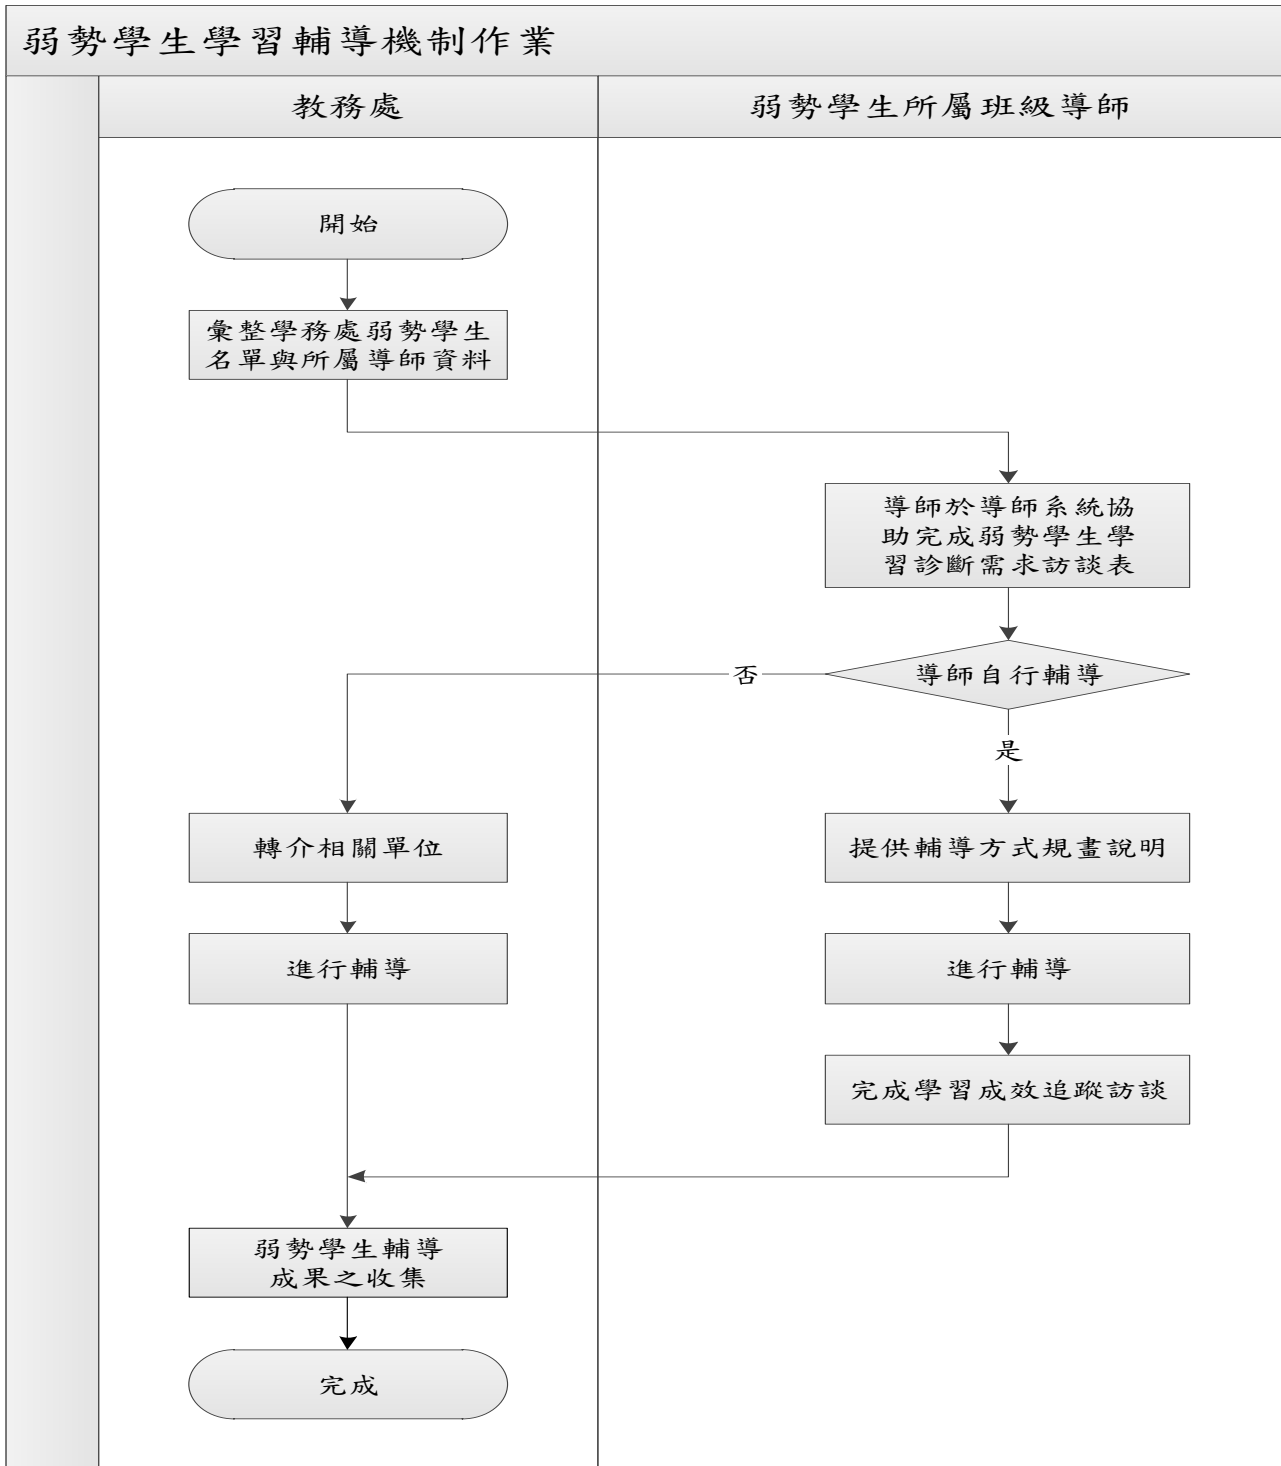 弱勢學生學習輔導機制作業
教務處
弱勢學生所屬班級導師
開始
彙整學務處弱勢學生
名單與所屬導師資料
導師於導師系統協
助完成弱勢學生學
習診斷需求訪談表
導師自行輔導
否
是
轉介相關單位
提供輔導方式規畫說明
進行輔導
進行輔導
完成學習成效追蹤訪談
弱勢學生輔導
成果之收集
完成